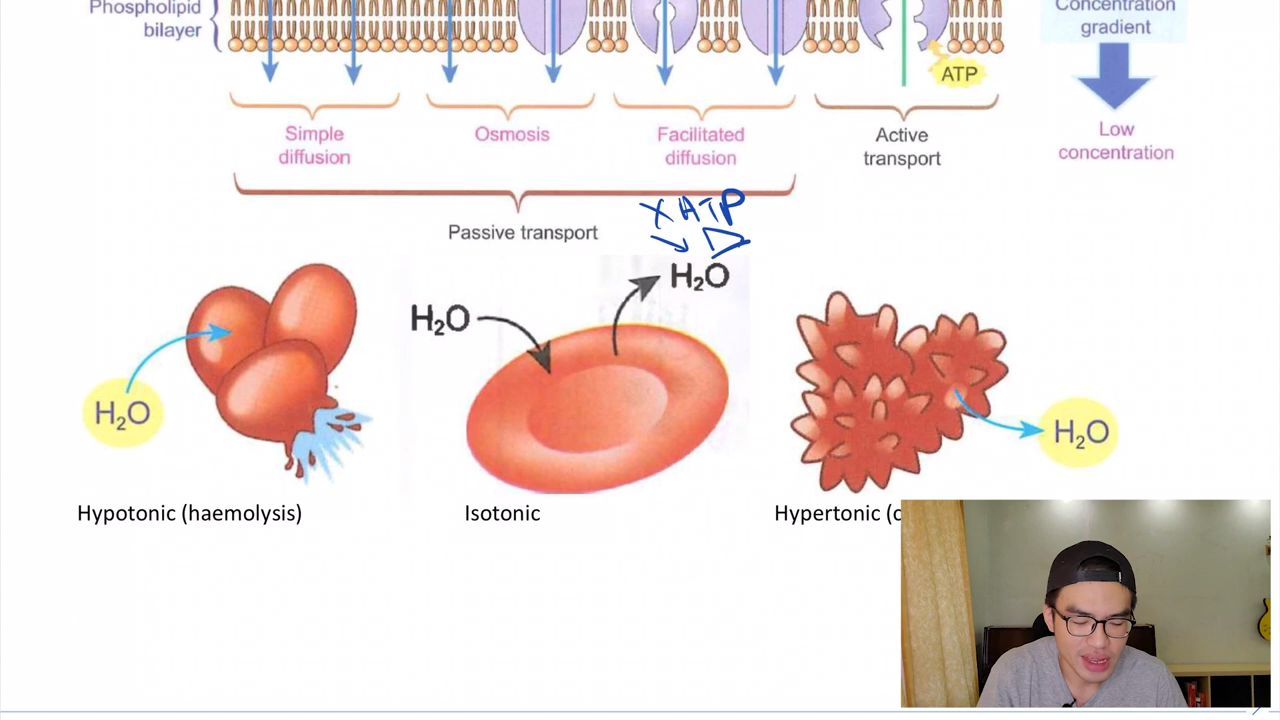 Phospholipid
bilayer
Concentration
gradient
ATP
Simple
diffusion
Osmosis
Facilitated
diffusion
Active
transport
Low
concentration
X ATP
Passive transport
H₂O
H₂O
H₂O
H₂O
Hypotonic (haemolysis)
Isotonic
Hypertonic (